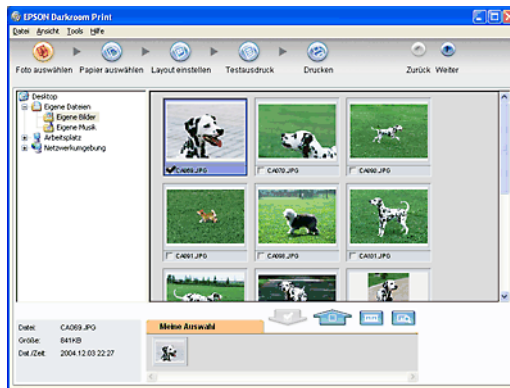 EPSON Darkroom Print
Datei Ansicht Tools Hilfe
Foto auswählen Papier auswählen Layout einstellen Testausdruck Drucken Zurück Weiter
Desktop
Eigene Dateien
Eigene Bilder
Eigene Musik
Arbeitsplatz
Netzwerkumgebung
CA069.JPG CA070.JPG CA090.JPG
CA091.JPG CA098.JPG CA101.JPG
Datei: CA069.JPG
Größe: 841KB
Dat./Zeit: 2004.12.03 22:27
Meine Auswahl